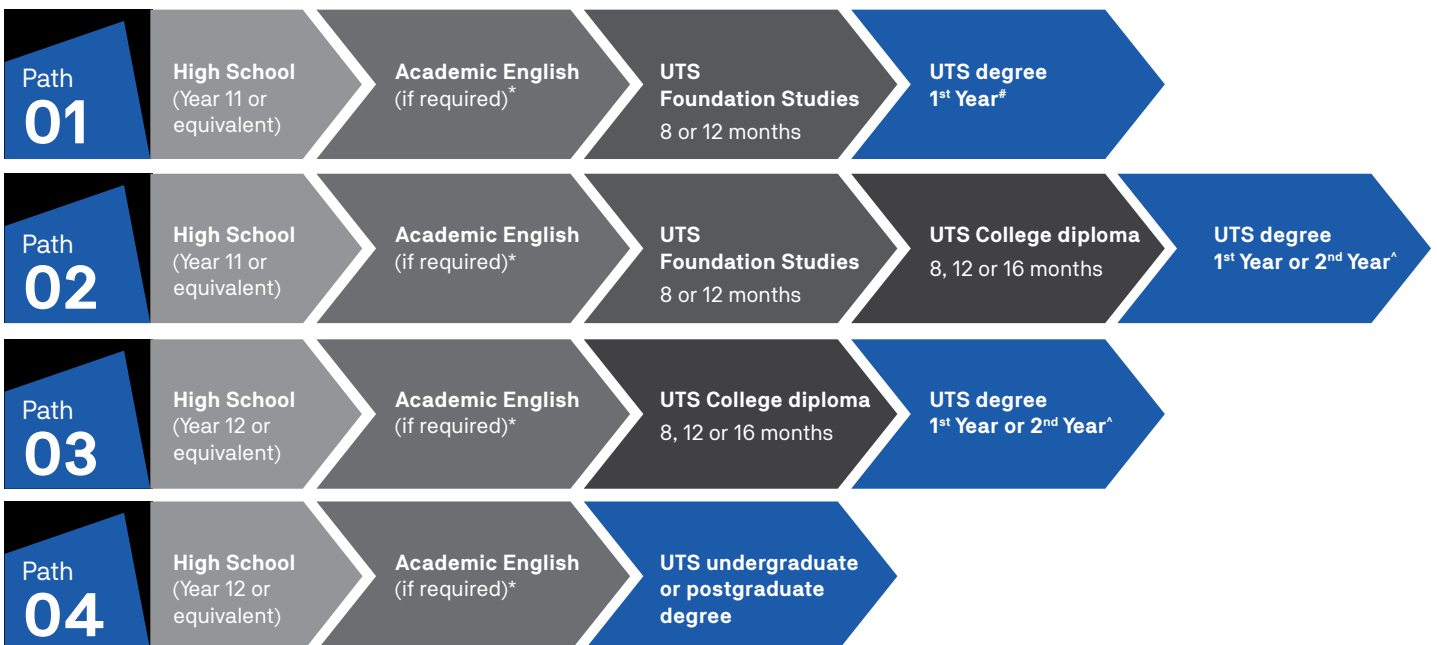 Path
01
High School
(Year 11 or
equivalent)
Academic English
(if required)*
UTS
Foundation Studies
8 or 12 months
UTS degree
1st Year#
Path
02
High School
(Year 11 or
equivalent)
Academic English
(if required)*
UTS
Foundation Studies
8 or 12 months
UTS College diploma
8, 12 or 16 months
UTS degree
1st Year or 2nd Year^
Path
03
High School
(Year 12 or
equivalent)
Academic English
(if required)*
UTS College diploma
8, 12 or 16 months
UTS degree
1st Year or 2nd Year^
Path
04
High School
(Year 12 or
equivalent)
Academic English
(if required)*
UTS undergraduate
or postgraduate
degree